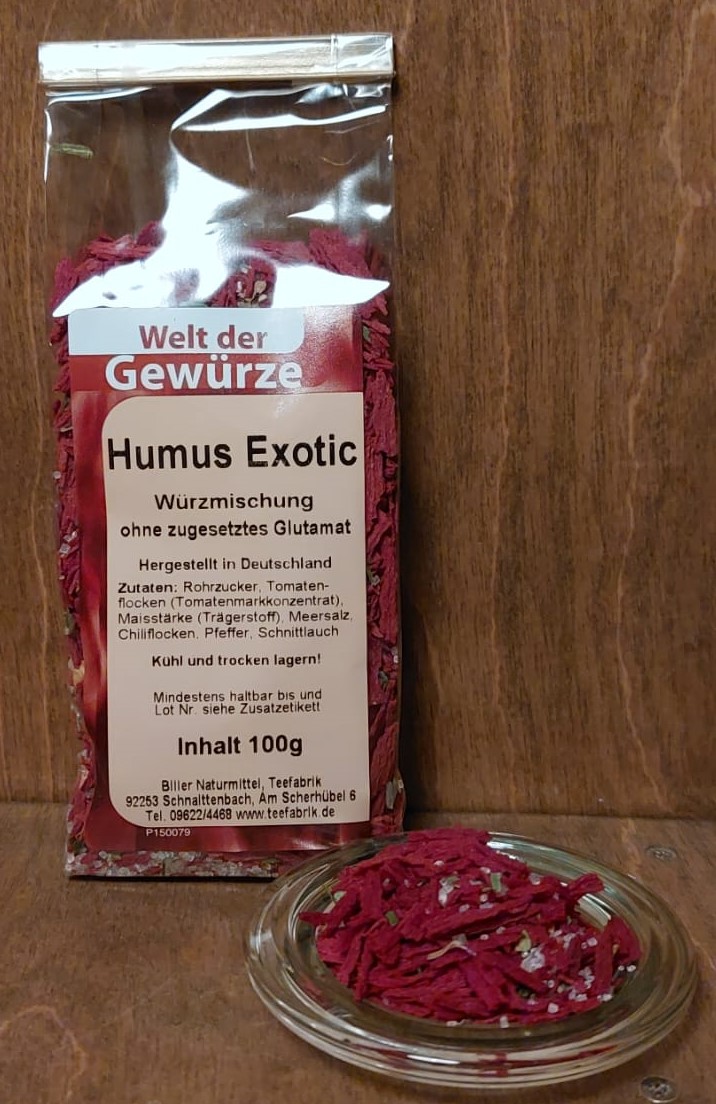 Welt der
Gewürze
Humus Exotic
Würzmischung
ohne zugesetztes Glutamat
Hergestellt in Deutschland
Zutaten: Rohrzucker, Tomaten-
flocken (Tomatenmarkkonzentrat),
Maisstärke (Trägerstoff), Meersalz,
Chiliflocken, Pfeffer, Schnittlauch
Kühl und trocken lagern!
Mindestens haltbar bis und
Lot Nr. siehe Zusatzetikett
Inhalt 100g
Biller Naturmittel, Teefabrik
92253 Schnaittenbach, Am Scherhübel 6
Tel. 09622/4468 www.teefabrik.de
P150079